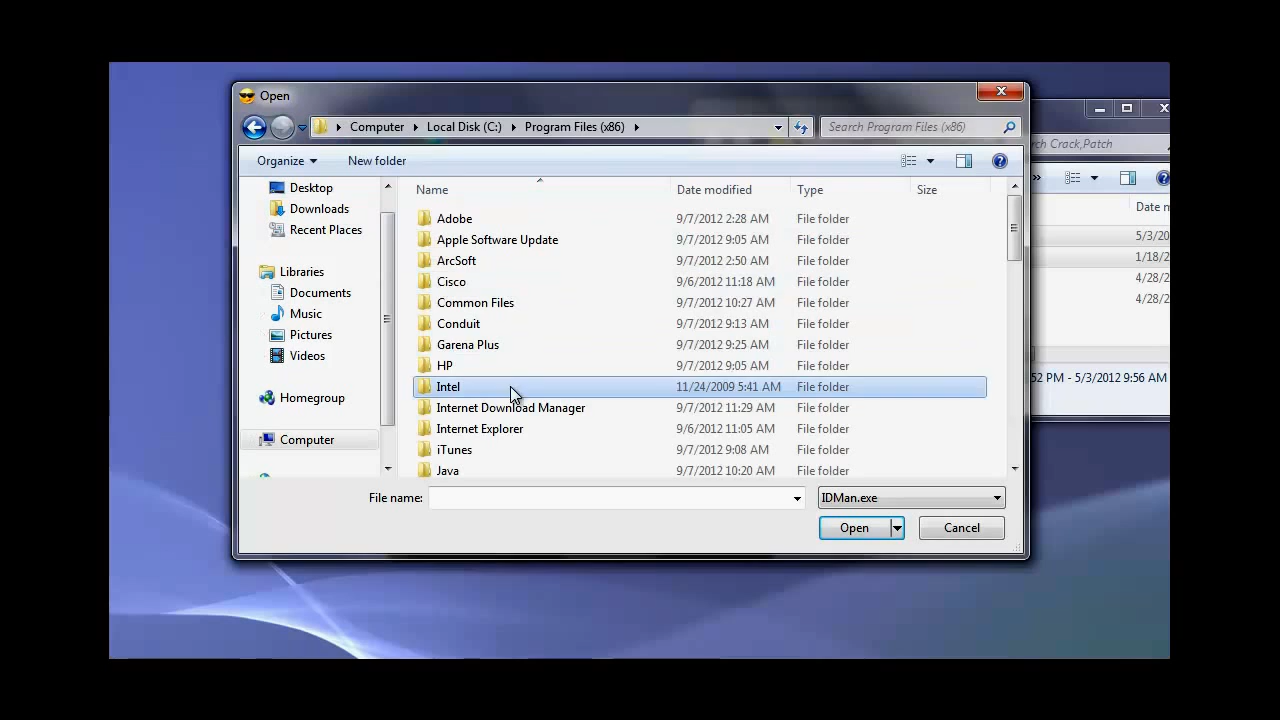 Open
Computer Local Disk (C:) Program Files (x86)
Search Program Files (x86)
rch Crack,Patch
Organize New folder
Name Date modified Type Size
Desktop
Downloads
Recent Places
Libraries
Documents
Music
Pictures
Videos
Homegroup
Computer
Adobe 9/7/2012 2:28 AM File folder
Apple Software Update 9/7/2012 9:05 AM File folder
ArcSoft 9/7/2012 2:50 AM File folder
Cisco 9/6/2012 11:18 AM File folder
Common Files 9/7/2012 10:27 AM File folder
Conduit 9/7/2012 9:13 AM File folder
Garena Plus 9/7/2012 9:25 AM File folder
HP 9/7/2012 9:05 AM File folder
Intel 11/24/2009 5:41 AM File folder
Internet Download Manager 9/7/2012 11:29 AM File folder
Internet Explorer 9/6/2012 11:05 AM File folder
iTunes 9/7/2012 9:08 AM File folder
Java 9/7/2012 10:20 AM File folder
File name: IDMan.exe
Open Cancel
Date m
5/3/20
1/18/2
4/28/2
4/28/2
52 PM - 5/3/2012 9:56 AM